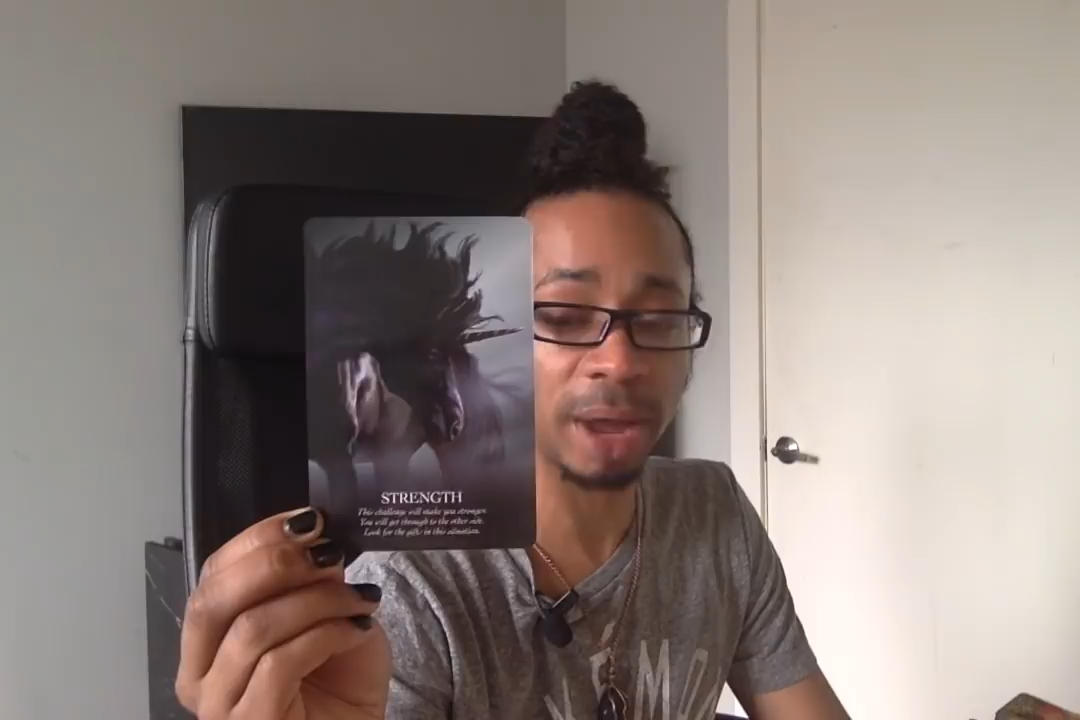 STRENGTH
This challenge will make you stronger.
You will get through to the other side.
Look for the gifts in this situation.